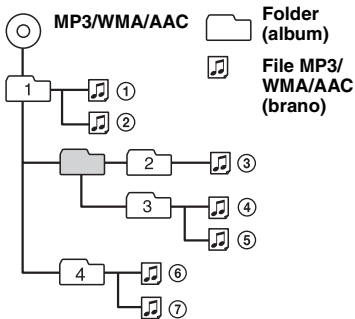 MP3/WMA/AAC
Folder
(album)
File MP3/
WMA/AAC
(brano)
1
①
②
2
③
3
④
⑤
4
⑥
⑦